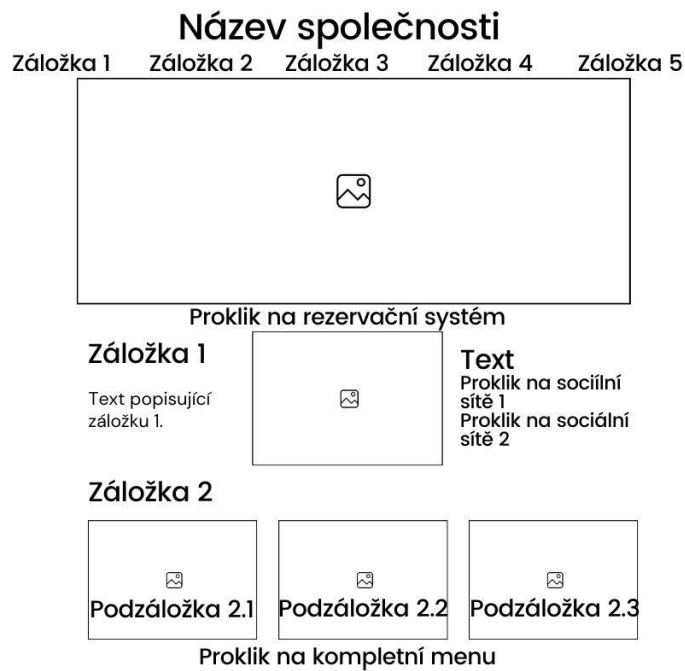 Název společnosti
Záložka 1 Záložka 2 Záložka 3 Záložka 4 Záložka 5
Proklik na rezervační systém
Záložka 1
Text popisující
záložku 1.
Text
Proklik na sociílní
sítě 1
Proklik na sociální
sítě 2
Záložka 2
Podzáložka 2.1 Podzáložka 2.2 Podzáložka 2.3
Proklik na kompletní menu